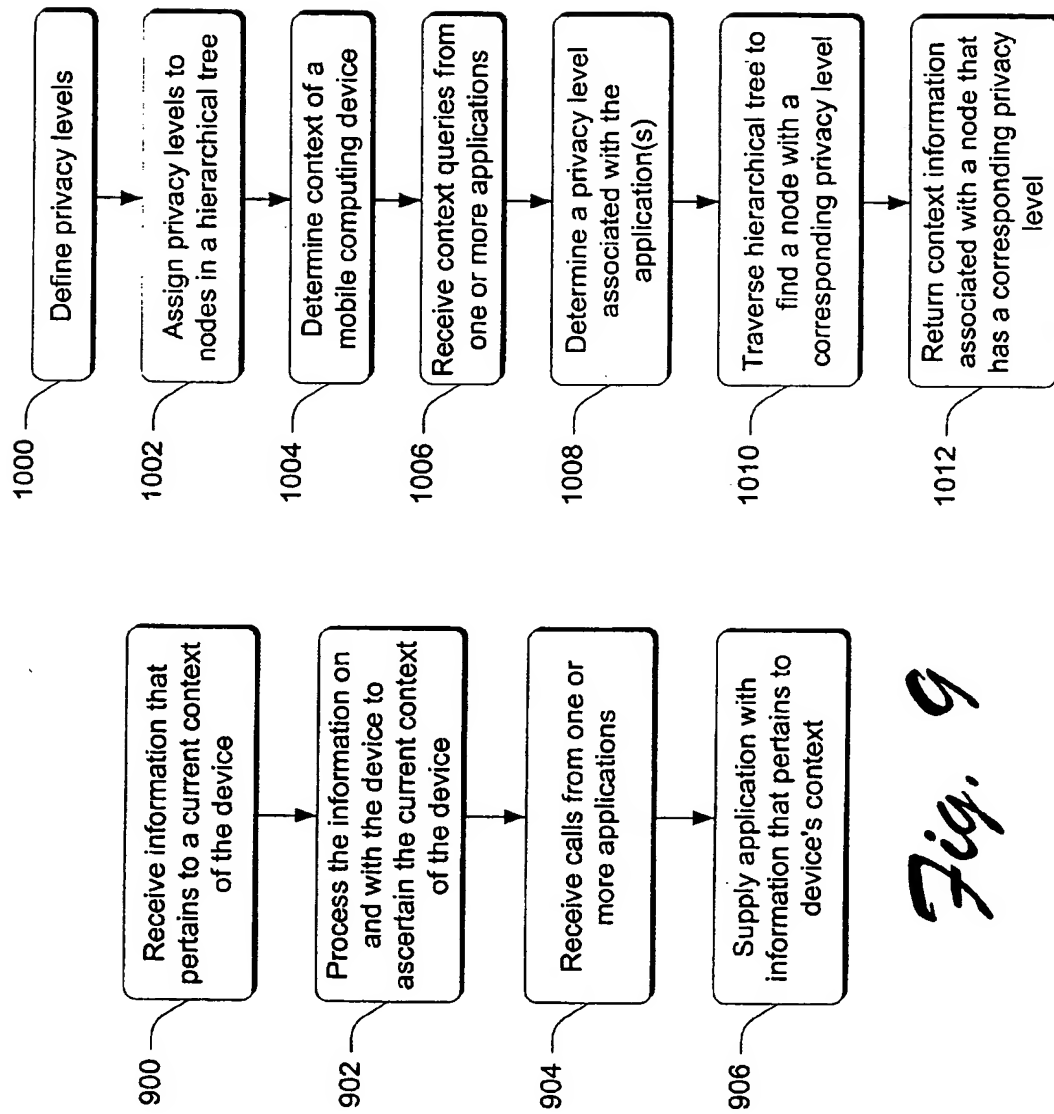 900
Receive information that
pertains to a current context
of the device
902
Process the information on
and with the device to
ascertain the current context
of the device
904
Receive calls from one or
more applications
906
Supply application with
information that pertains to
device's context
Fig. 9
1000
Define privacy levels
1002
Assign privacy levels to
nodes in a hierarchical tree
1004
Determine context of a
mobile computing device
1006
Receive context queries from
one or more applications
1008
Determine a privacy level
associated with the
application(s)
1010
Traverse hierarchical tree to
find a node with a
corresponding privacy level
1012
Return context information
associated with a node that
has a corresponding privacy
level